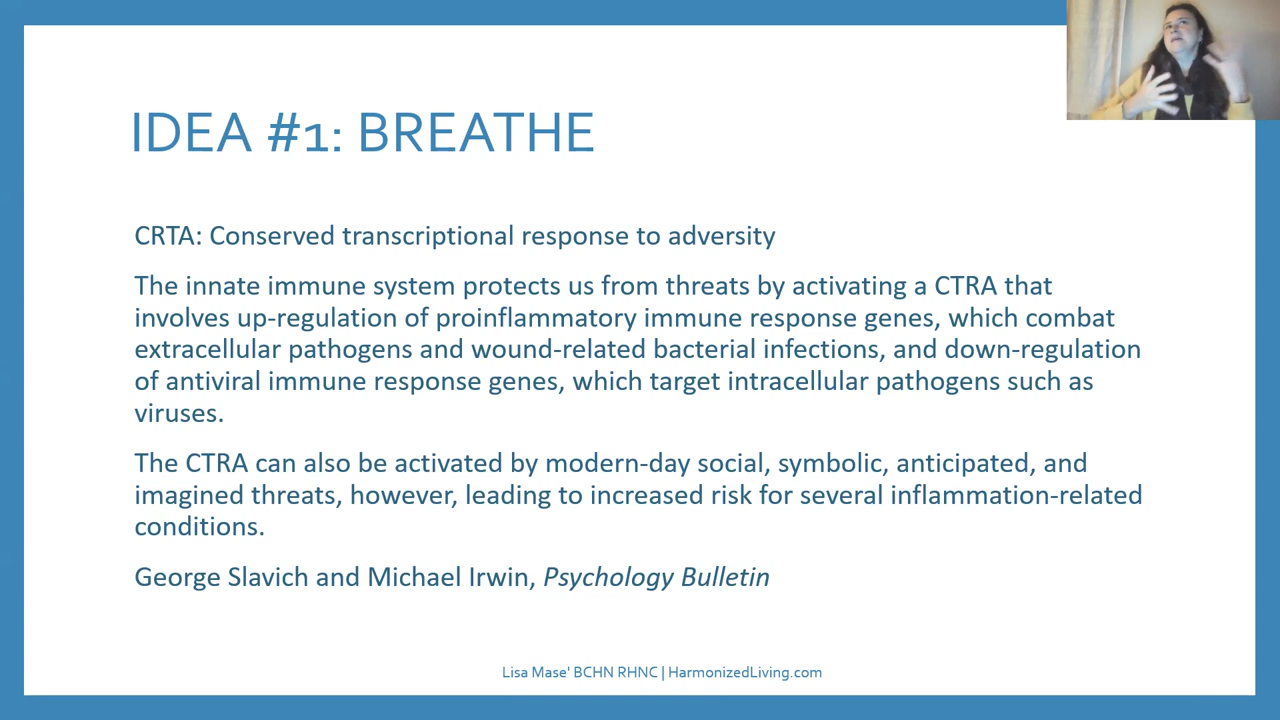 IDEA #1: BREATHE
CRTA: Conserved transcriptional response to adversity
The innate immune system protects us from threats by activating a CTRA that
involves up-regulation of proinflammatory immune response genes, which combat
extracellular pathogens and wound-related bacterial infections, and down-regulation
of antiviral immune response genes, which target intracellular pathogens such as
viruses.
The CTRA can also be activated by modern-day social, symbolic, anticipated, and
imagined threats, however, leading to increased risk for several inflammation-related
conditions.
George Slavich and Michael Irwin, Psychology Bulletin
Lisa Mase' BCHN RHNC | HarmonizedLiving.com